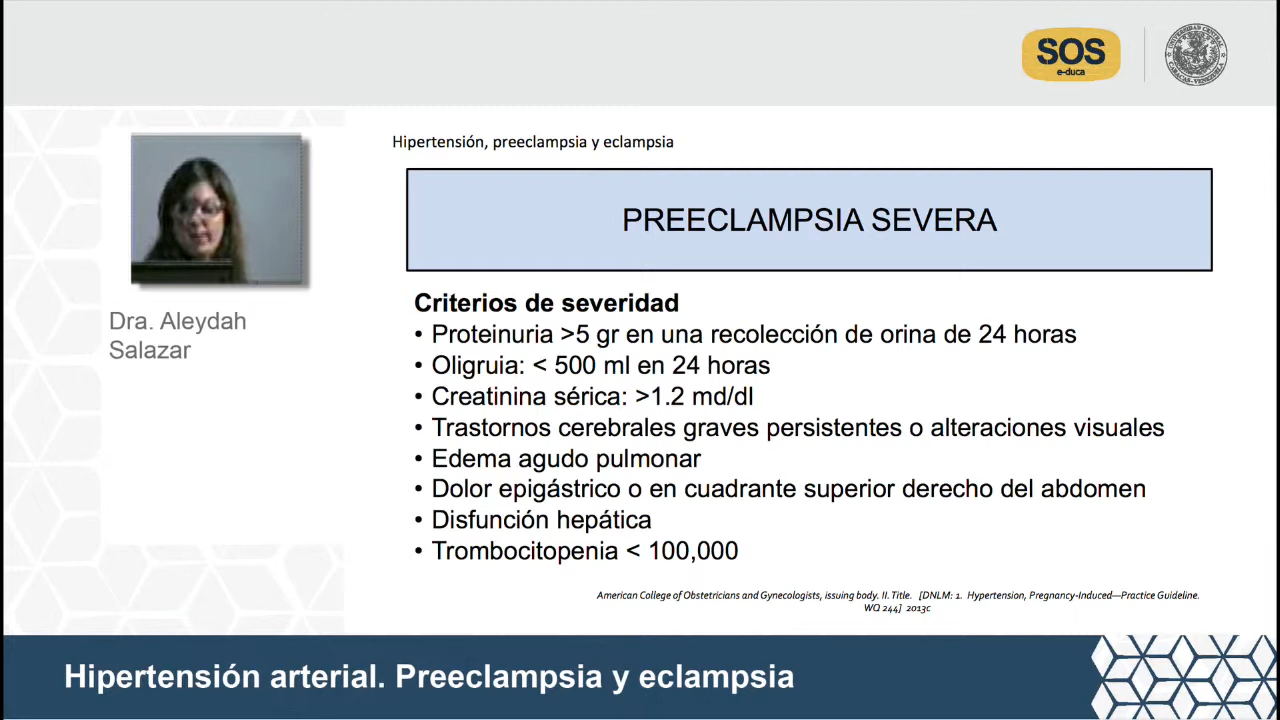 SOS
e-duca
UNIVERSIDAD CENTRAL
CARACAS-VENEZUELA
Hipertensión, preeclampsia y eclampsia
PREECLAMPSIA SEVERA
Dra. Aleydah
Salazar
Criterios de severidad
• Proteinuria >5 gr en una recolección de orina de 24 horas
• Oligruia: < 500 ml en 24 horas
• Creatinina sérica: >1.2 md/dl
• Trastornos cerebrales graves persistentes o alteraciones visuales
• Edema agudo pulmonar
• Dolor epigástrico o en cuadrante superior derecho del abdomen
• Disfunción hepática
• Trombocitopenia < 100,000
American College of Obstetricians and Gynecologists, issuing body. II. Title. [DNLM: 1. Hypertension, Pregnancy-Induced—Practice Guideline.
WQ 244] 2013c
Hipertensión arterial. Preeclampsia y eclampsia